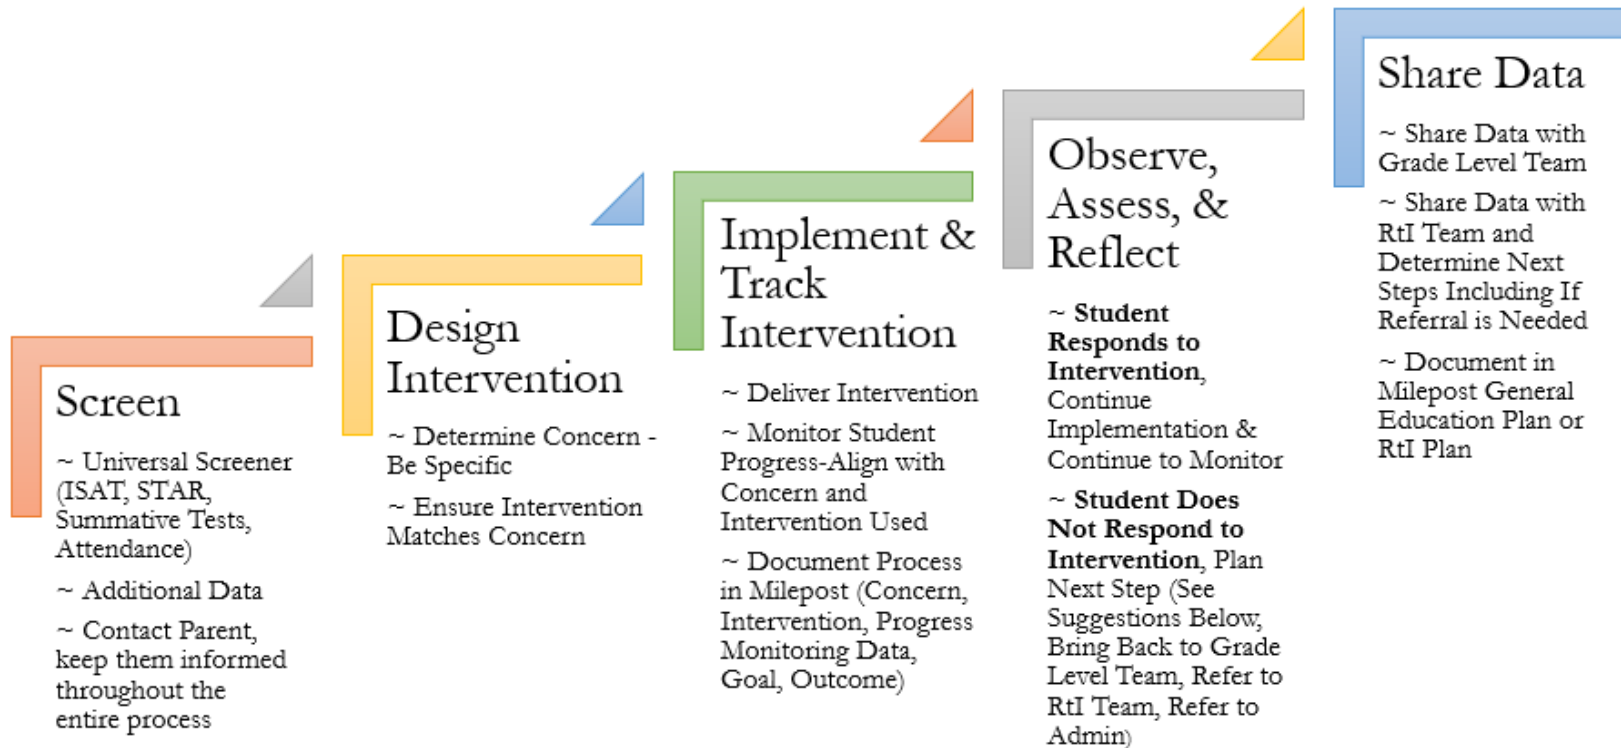 Screen
~ Universal Screener
(ISAT, STAR,
Summative Tests,
Attendance)
~ Additional Data
~ Contact Parent,
keep them informed
throughout the
entire process
Design
Intervention
~ Determine Concern -
Be Specific
~ Ensure Intervention
Matches Concern
Implement &
Track
Intervention
~ Deliver Intervention
~ Monitor Student
Progress-Align with
Concern and
Intervention Used
~ Document Process
in Milepost (Concern,
Intervention, Progress
Monitoring Data,
Goal, Outcome)
Observe,
Assess, &
Reflect
~ Student
Responds to
Intervention,
Continue
Implementation &
Continue to Monitor
~ Student Does
Not Respond to
Intervention, Plan
Next Step (See
Suggestions Below,
Bring Back to Grade
Level Team, Refer to
RtI Team, Refer to
Admin)
Share Data
~ Share Data with
Grade Level Team
~ Share Data with
RtI Team and
Determine Next
Steps Including If
Referral is Needed
~ Document in
Milepost General
Education Plan or
RtI Plan